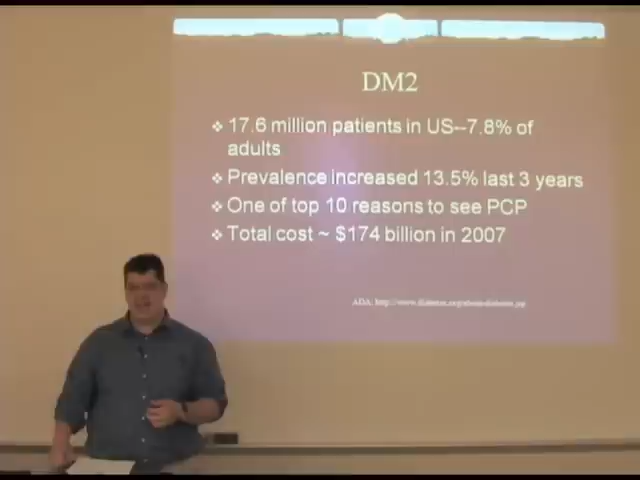 DM2
❖ 17.6 million patients in US--7.8% of
adults
❖ Prevalence increased 13.5% last 3 years
❖ One of top 10 reasons to see PCP
❖ Total cost ~ $174 billion in 2007
ADA: